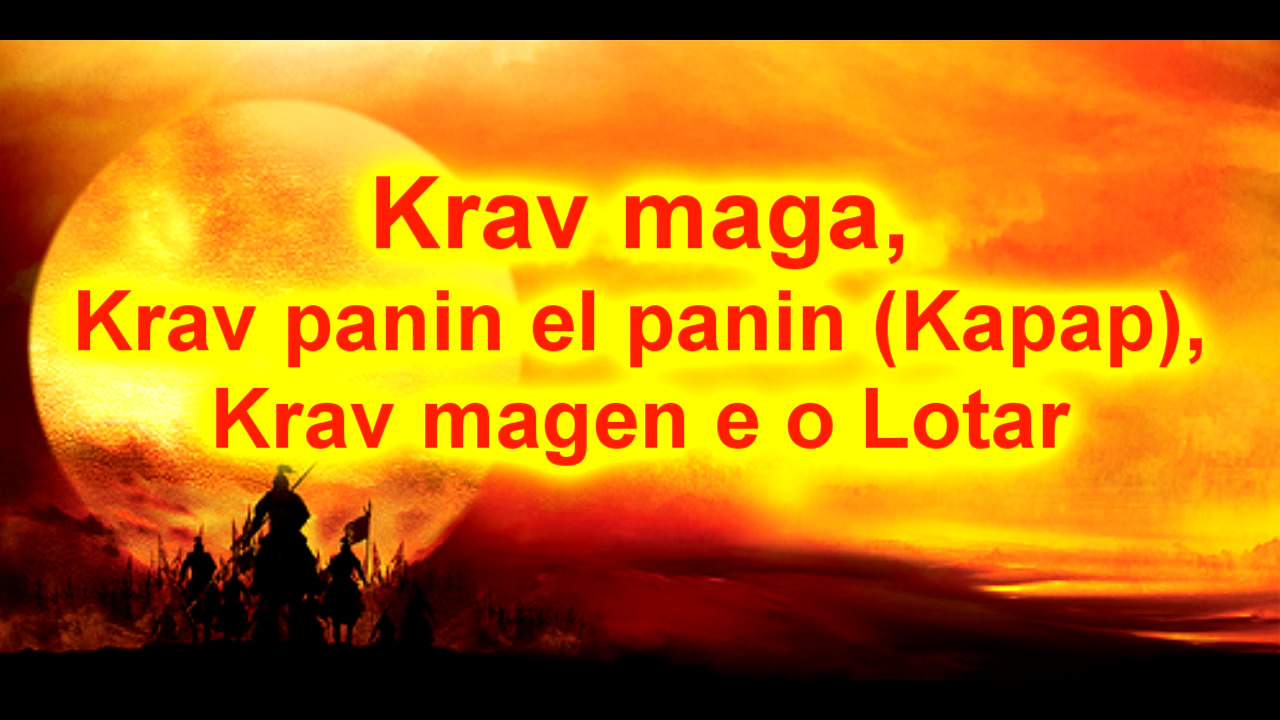 Krav maga,
Krav panin el panin (Kapap),
Krav magen e o Lotar